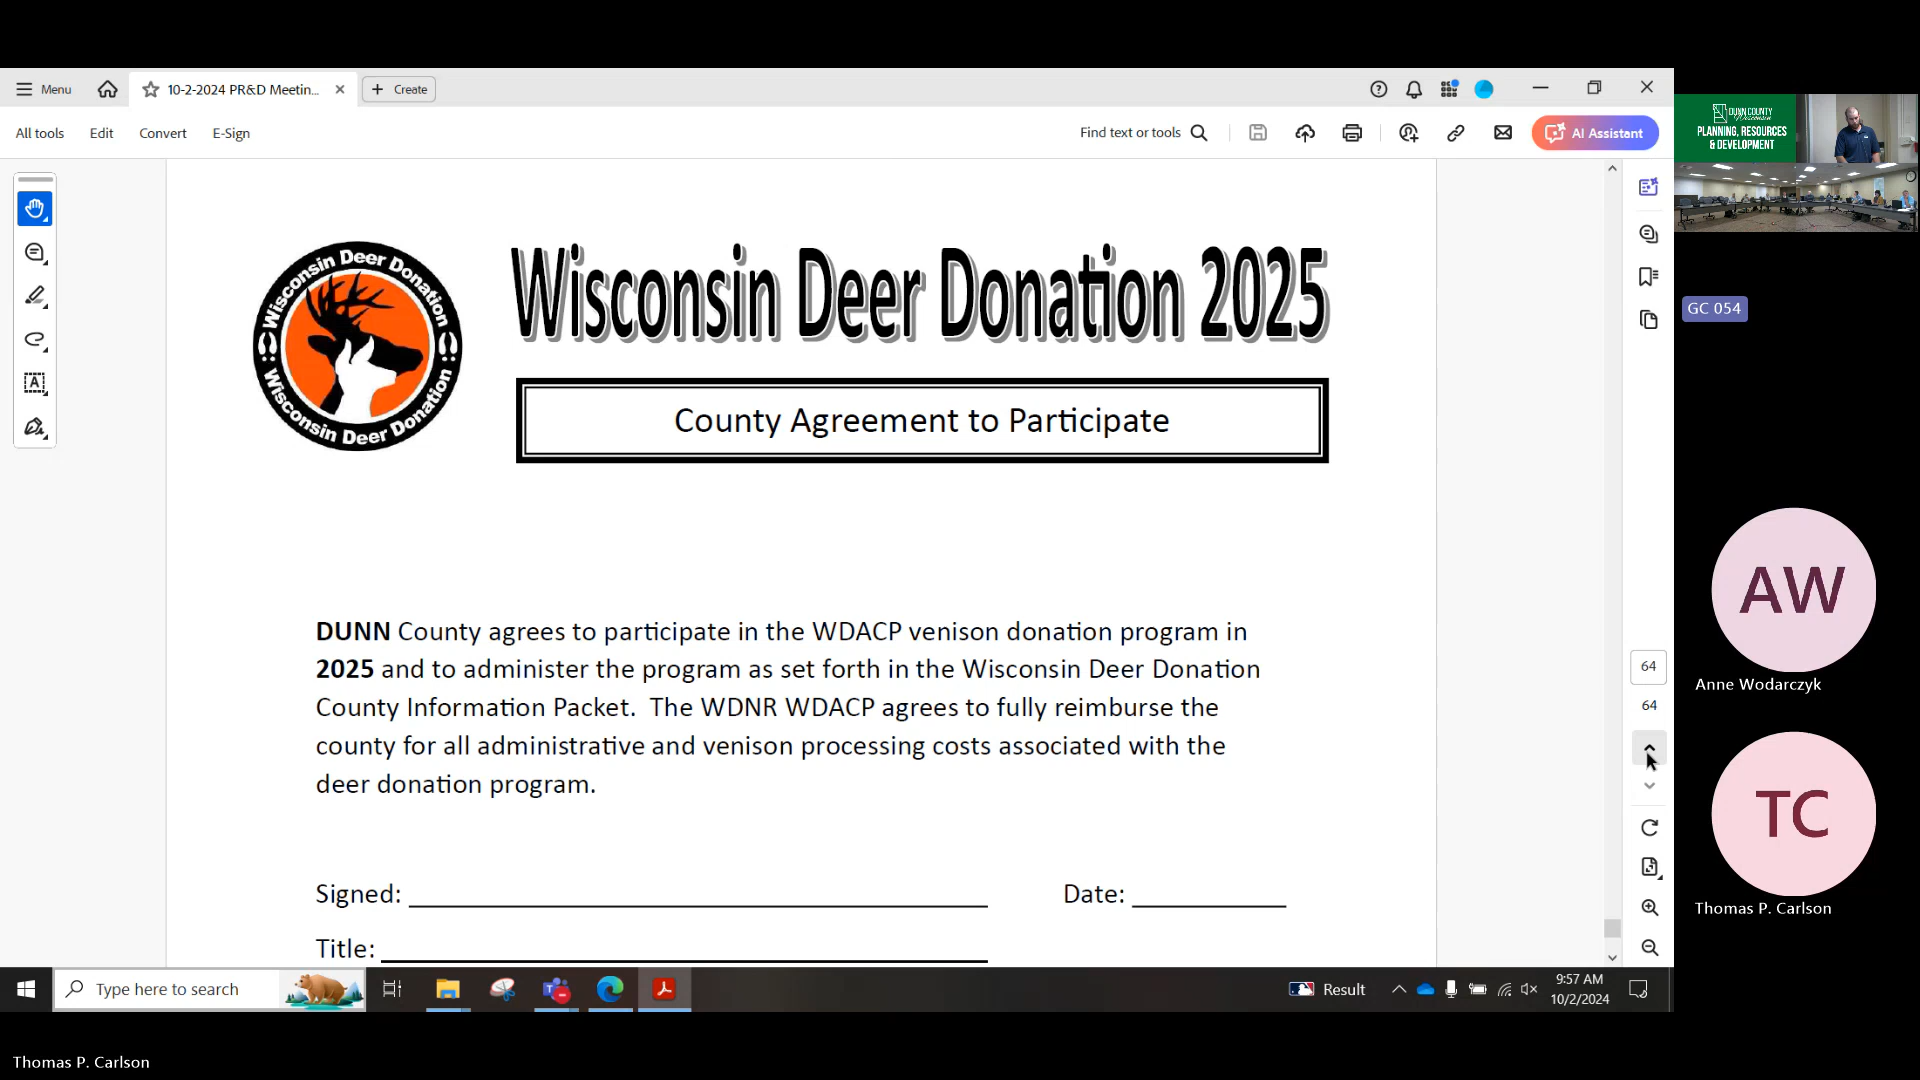 Menu
10-2-2024 PR&D Meetin...
Create
All tools
Edit
Convert
E-Sign
Find text or tools
AI Assistant
DUNN COUNTY
Wisconsin
PLANNING, RESOURCES
& DEVELOPMENT
GC 054
Wisconsin Deer Donation
Wisconsin Deer Donation
Wisconsin Deer Donation 2025
County Agreement to Participate
DUNN County agrees to participate in the WDACP venison donation program in
2025 and to administer the program as set forth in the Wisconsin Deer Donation
County Information Packet. The WDNR WDACP agrees to fully reimburse the
county for all administrative and venison processing costs associated with the
deer donation program.
Signed:
Date:
Title:
64
64
AW
Anne Wodarczyk
TC
Thomas P. Carlson
Type here to search
Result
9:57 AM
10/2/2024
Thomas P. Carlson